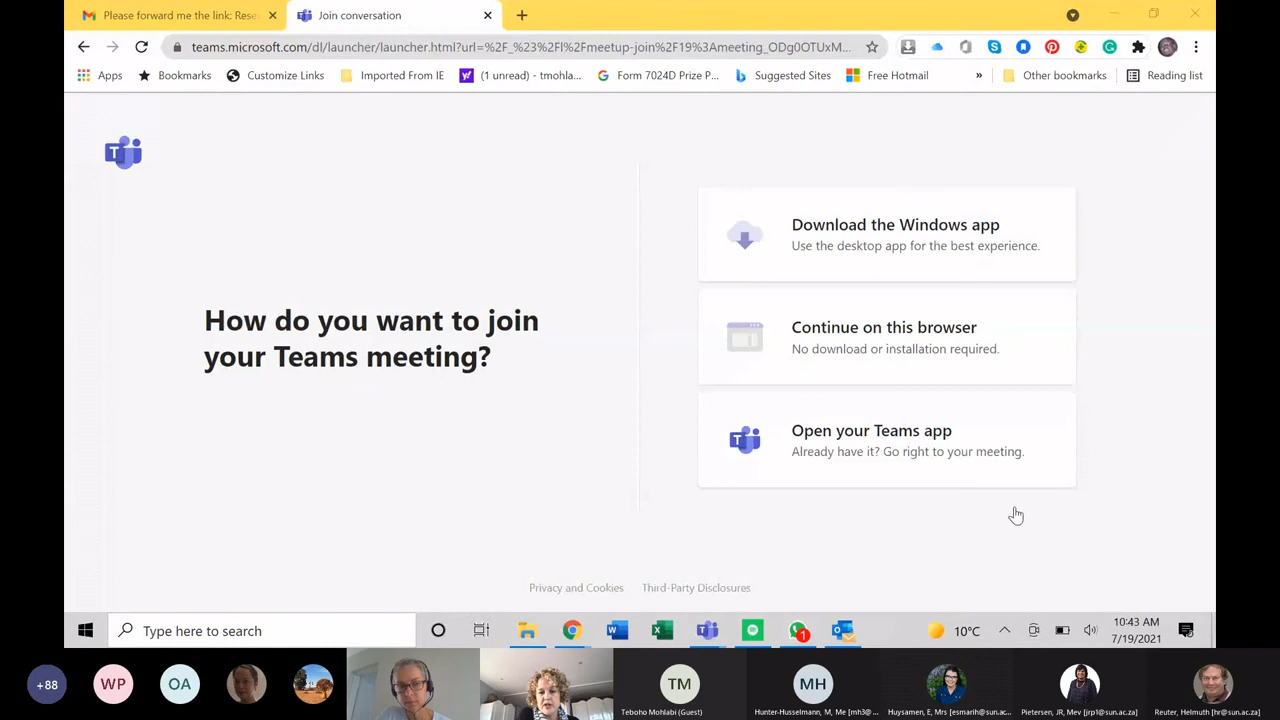 Please forward me the link: Rese
Join conversation
teams.microsoft.com/dl/launcher/launcher.html?url=%2F_%23%2Fl%2Fmeetup-join%2F19%3Ameeting_ODg0OTUxM...
Apps
Bookmarks
Customize Links
Imported From IE
(1 unread) - tmohla...
Form 7024D Prize P...
Suggested Sites
Free Hotmail
»
Other bookmarks
Reading list
T
Download the Windows app
Use the desktop app for the best experience.
How do you want to join
your Teams meeting?
Continue on this browser
No download or installation required.
T
Open your Teams app
Already have it? Go right to your meeting.
Privacy and Cookies
Third-Party Disclosures
Type here to search
1
10°C
10:43 AM
7/19/2021
+88
WP
OA
TM
MH
Teboho Mohlabi (Guest)
Hunter-Husselmann, M, Me [mh3@ ...
Huysamen, E, Mrs [esmarih@sun.ac...
Pietersen, JR, Mev [jrp1@sun.ac.za]
Reuter, Helmuth [hr@sun.ac.za]